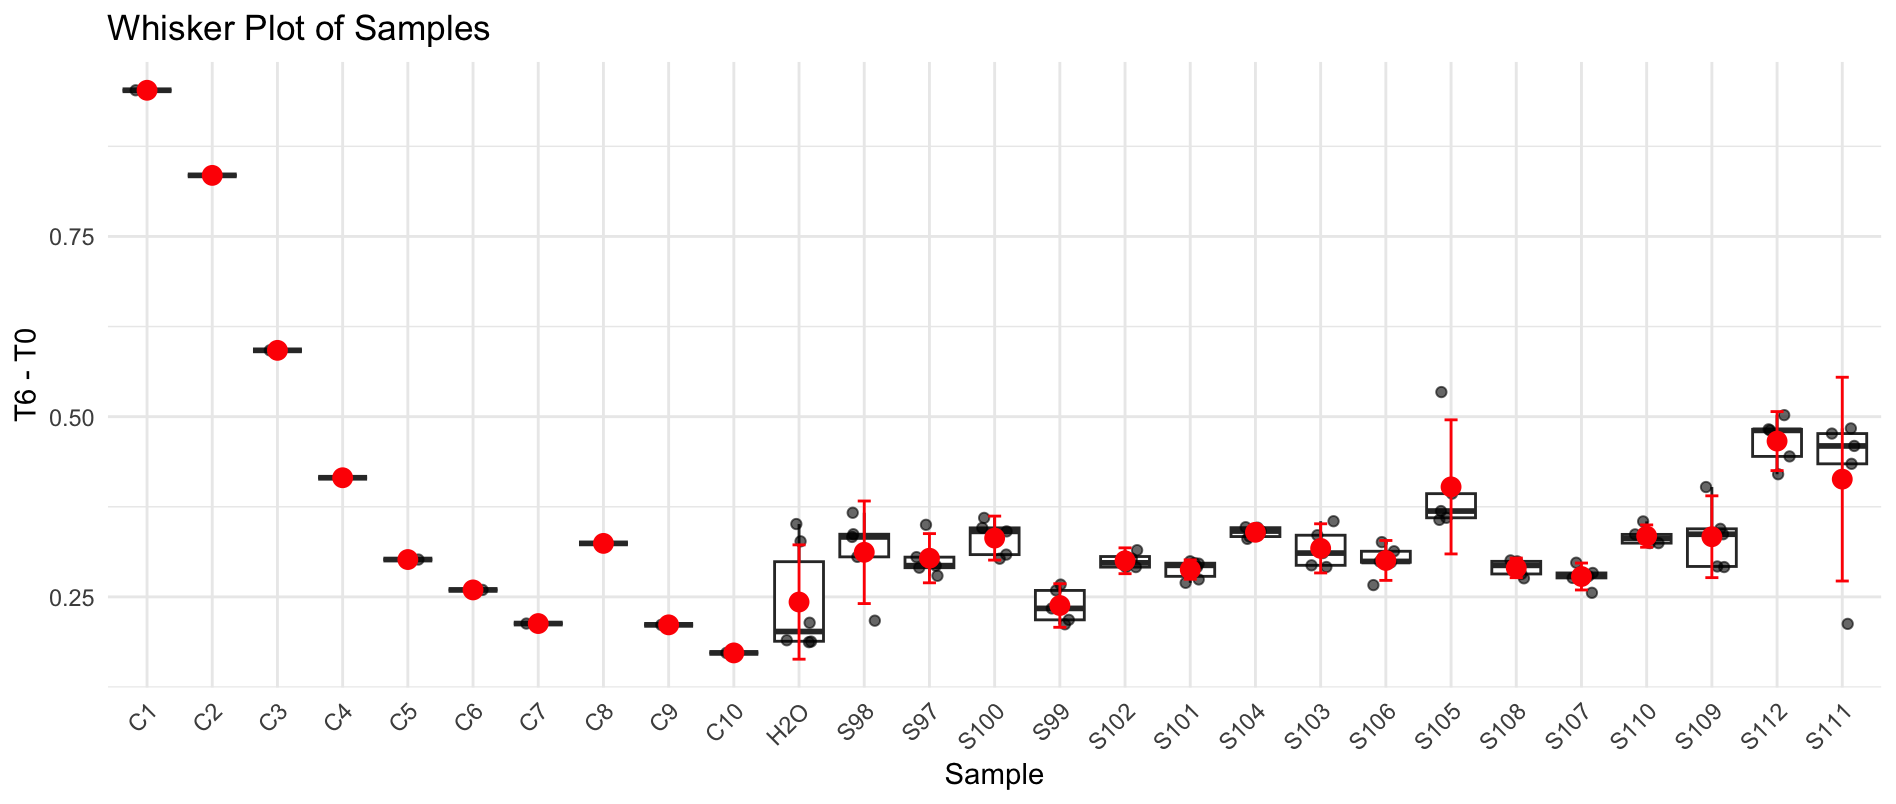 Whisker Plot of Samples
T6 - T0
0.75
0.50
0.25
C1
C2
C3
C4
C5
C6
C7
C8
C9
C10
H2O
S98
S97
S100
S99
S102
S101
S104
S103
S106
S105
S108
S107
S110
S109
S112
S111
Sample